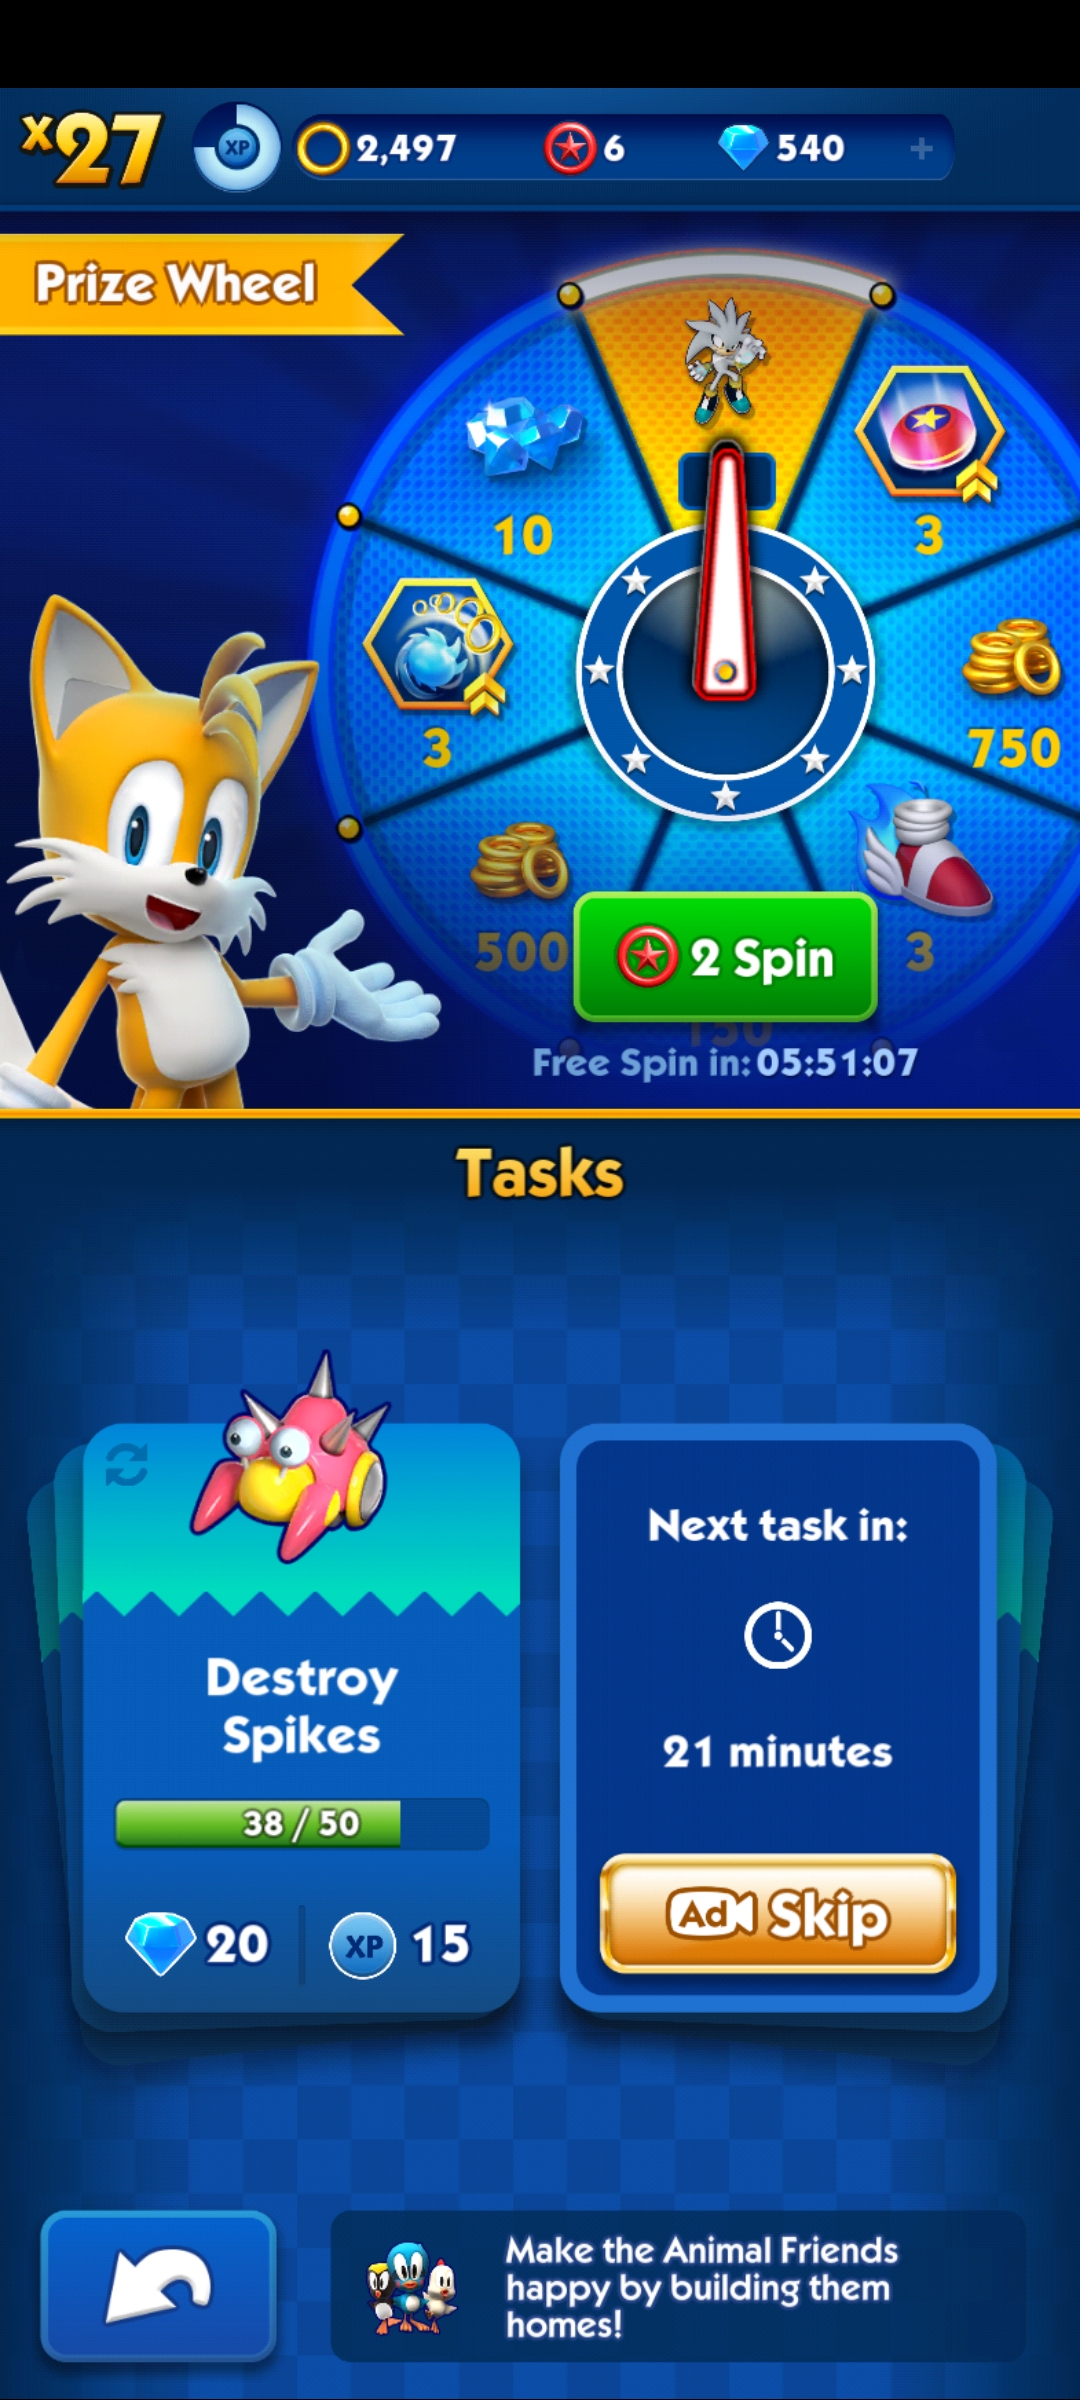 x27
XP
2,497
6
540
+
Prize Wheel
10
3
3
750
500
3
2 Spin
150
Free Spin in: 05:51:07
Tasks
Next task in:
Destroy
Spikes
21 minutes
38 / 50
Ad Skip
20
XP 15
Make the Animal Friends
happy by building them
homes!